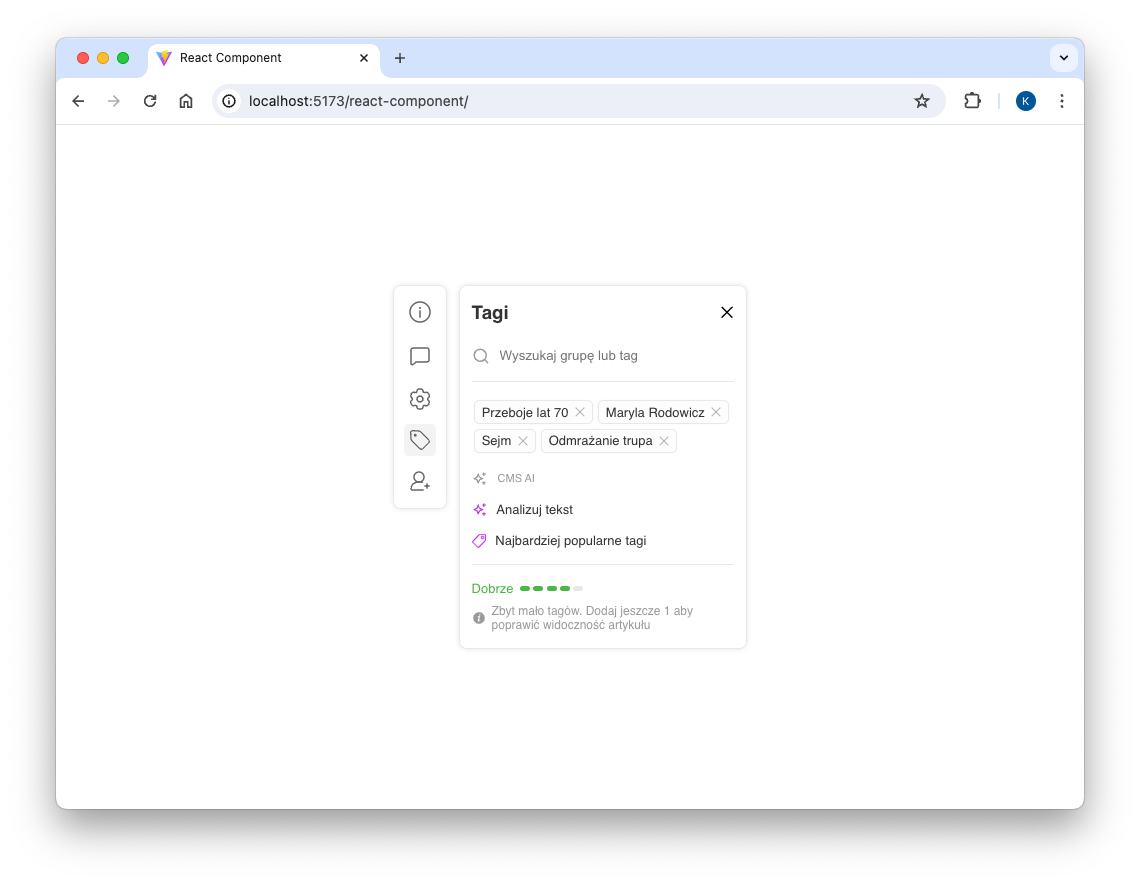 React Component
localhost:5173/react-component/
K
Tagi
Wyszukaj grupę lub tag
Przeboje lat 70
Maryla Rodowicz
Sejm
Odmrażanie trupa
CMS AI
Analizuj tekst
Najbardziej popularne tagi
Dobrze
Zbyt mało tagów. Dodaj jeszcze 1 aby
poprawić widoczność artykułu